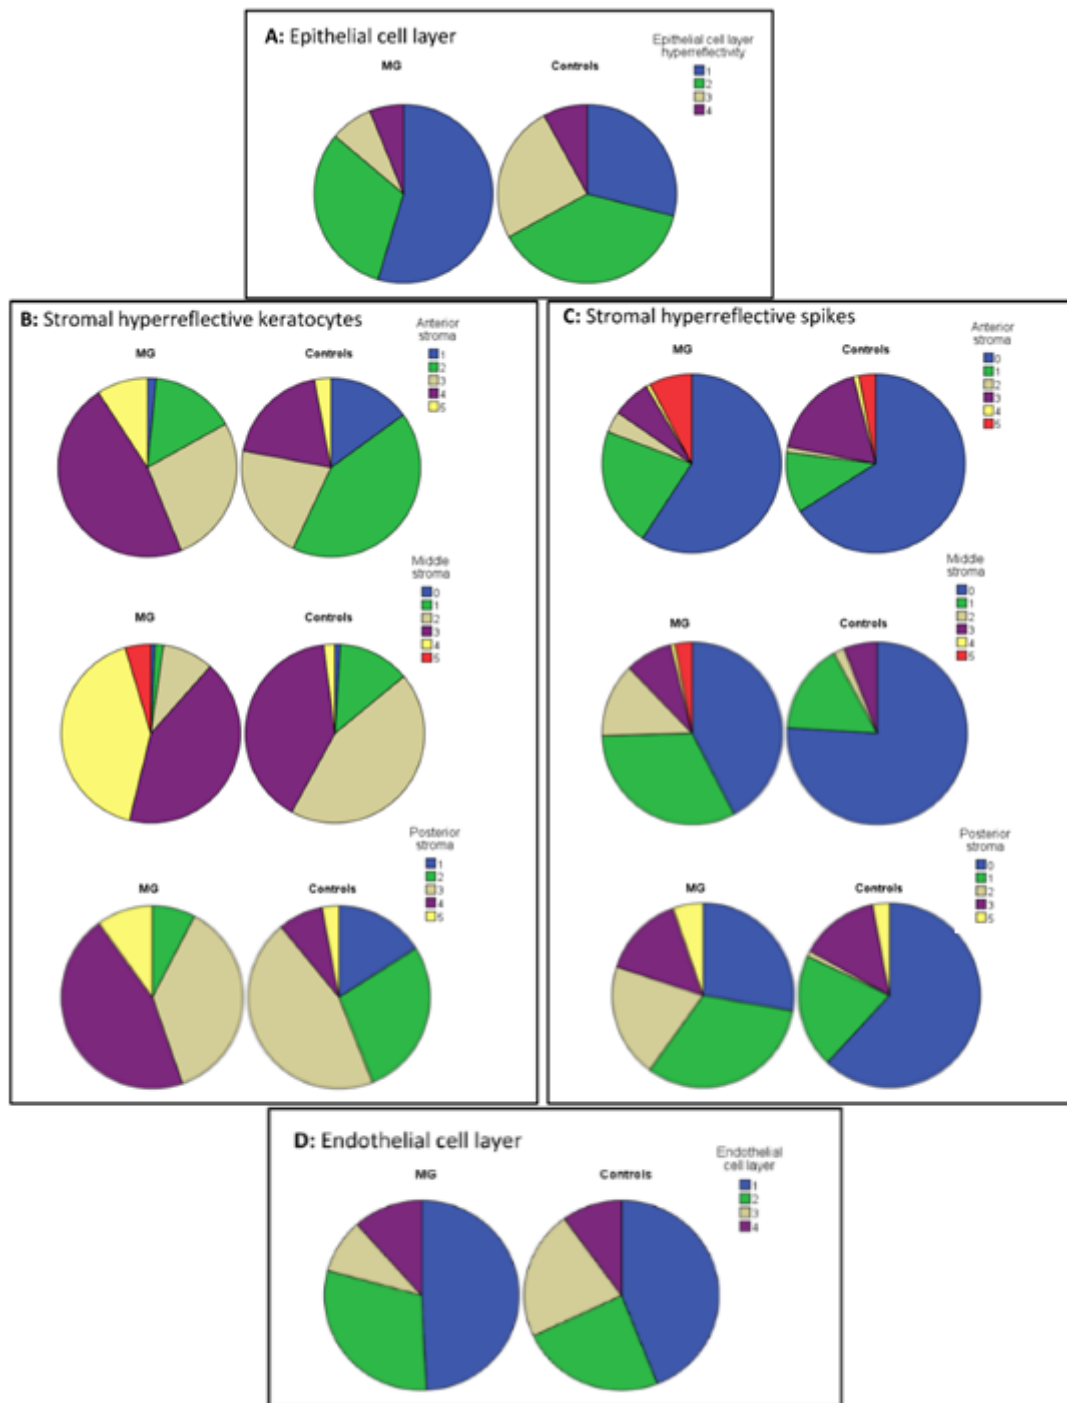 A: Epithelial cell layer
Epithelial cell layer
hyperreflectivity
MG
Controls
1
2
3
4
B: Stromal hyperreflective keratocytes
Anterior
stroma
MG
Controls
1
2
3
4
5
Middle
stroma
MG
Controls
0
1
2
3
4
5
Posterior
stroma
MG
Controls
1
2
3
4
5
C: Stromal hyperreflective spikes
Anterior
stroma
MG
Controls
0
1
2
3
4
5
Middle
stroma
MG
Controls
0
1
2
3
4
5
Posterior
stroma
MG
Controls
0
1
2
3
5
D: Endothelial cell layer
Endothelial
cell layer
MG
Controls
1
2
3
4